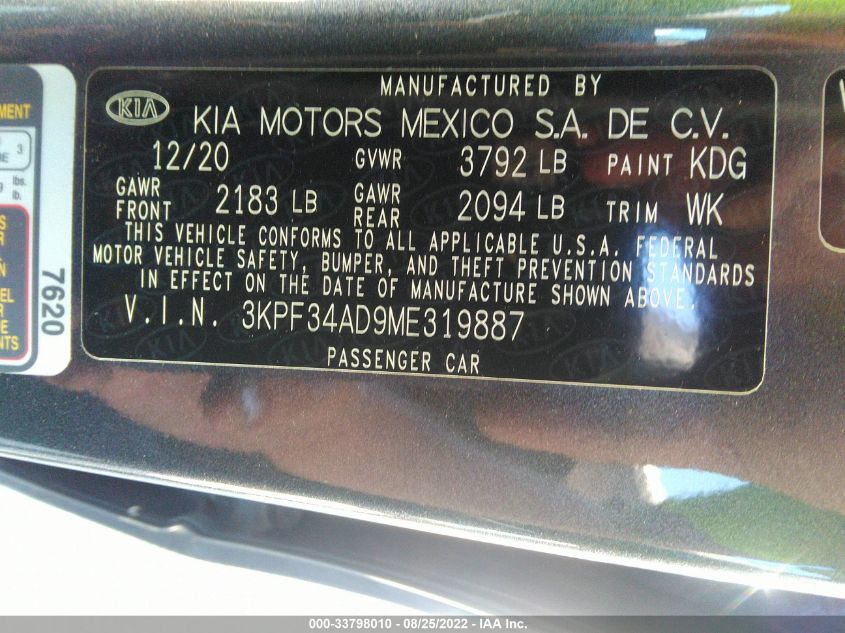 MANUFACTURED BY
KIA KIA MOTORS MEXICO S.A. DE C.V.
12/20 GVWR 3792 LB PAINT KDG
GAWR FRONT 2183 LB GAWR REAR 2094 LB TRIM WK
THIS VEHICLE CONFORMS TO ALL APPLICABLE U.S.A. FEDERAL
MOTOR VEHICLE SAFETY, BUMPER, AND THEFT PREVENTION STANDARDS
IN EFFECT ON THE DATE OF MANUFACTURE SHOWN ABOVE.
V.I.N. 3KPF34AD9ME319887
PASSENGER CAR
7620
000-33798010 - 08/25/2022 - IAA Inc.